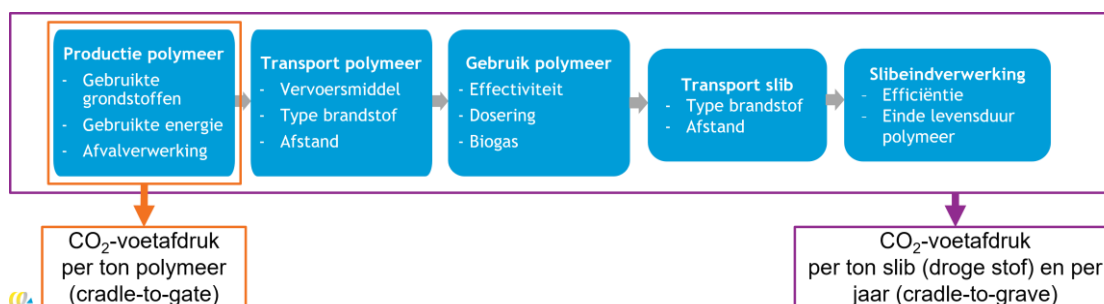 Productie polymeer
- Gebruikte
grondstoffen
- Gebruikte energie
- Afvalverwerking
Transport polymeer
- Vervoersmiddel
- Type brandstof
- Afstand
Gebruik polymeer
- Effectiviteit
- Dosering
- Biogas
Transport slib
- Type brandstof
- Afstand
Slibeindverwerking
- Efficiëntie
- Einde levensduur
polymeer
CO₂-voetafdruk
per ton polymeer
(cradle-to-gate)
CO₂-voetafdruk
per ton slib (droge stof) en per
jaar (cradle-to-grave)